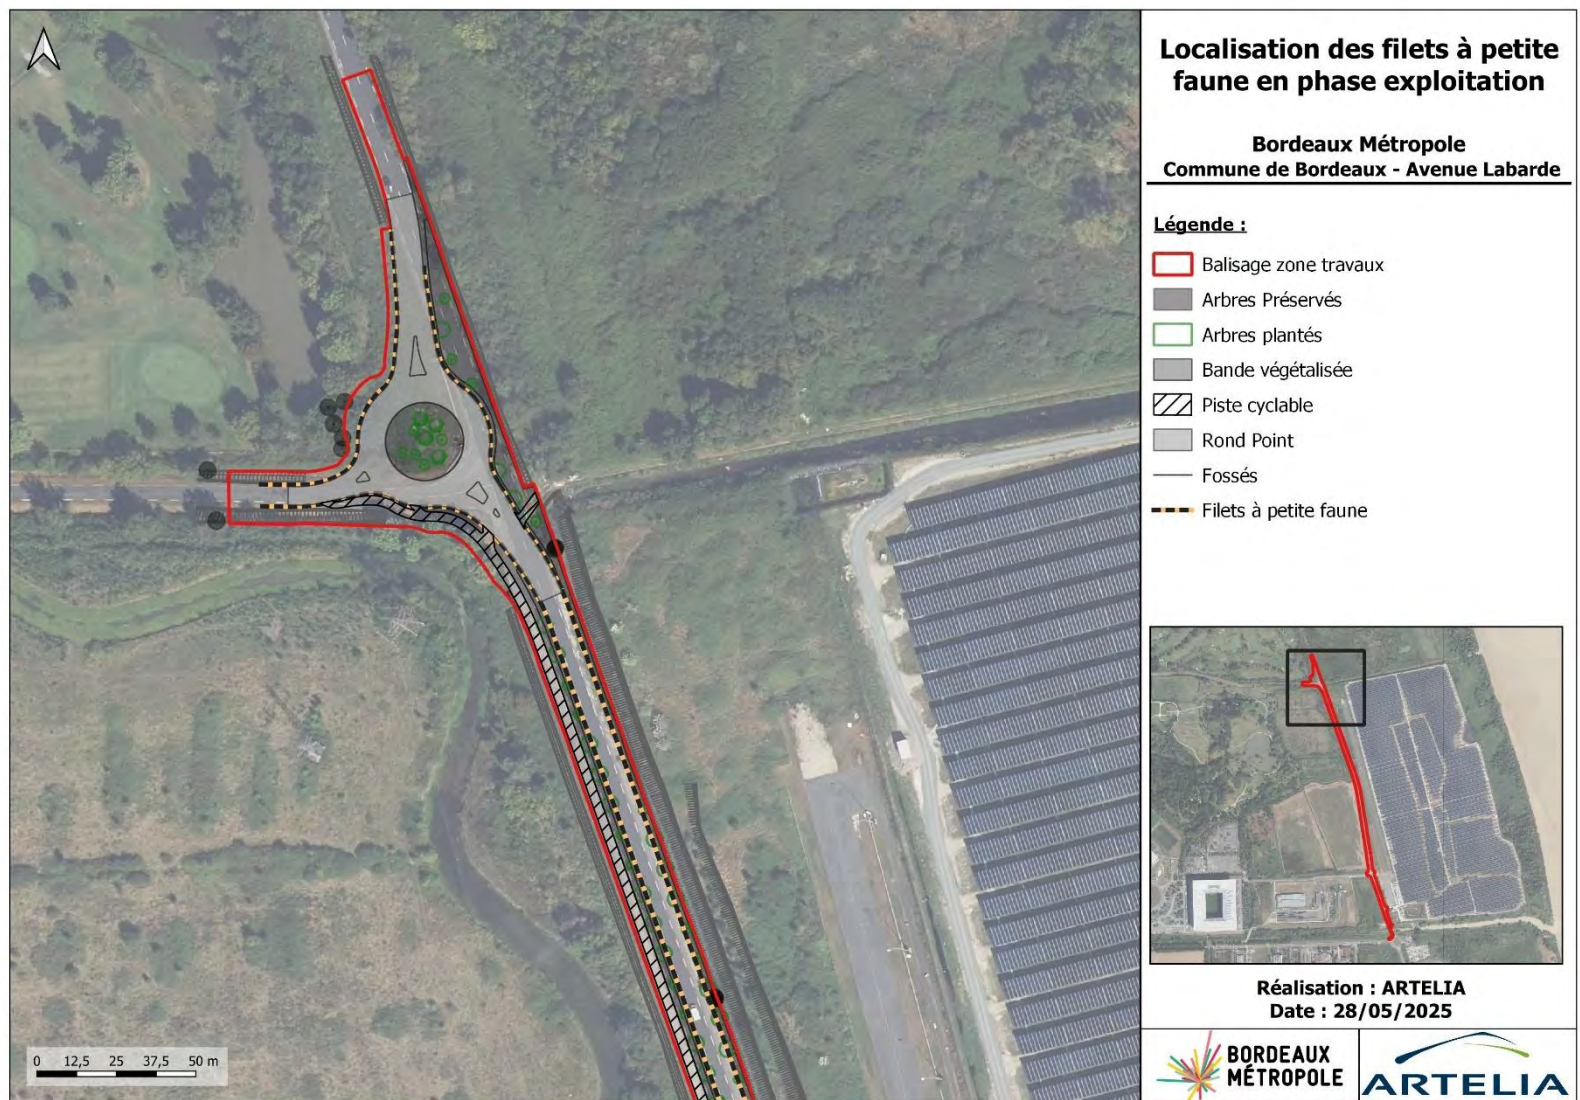 Localisation des filets à petite
faune en phase exploitation
Bordeaux Métropole
Commune de Bordeaux - Avenue Labarde
Légende :
Balisage zone travaux
Arbres Préservés
Arbres plantés
Bande végétalisée
Piste cyclable
Rond Point
Fossés
Filets à petite faune
0 12,5 25 37,5 50 m
Réalisation : ARTELIA
Date : 28/05/2025
BORDEAUX
MÉTROPOLE
ARTELIA